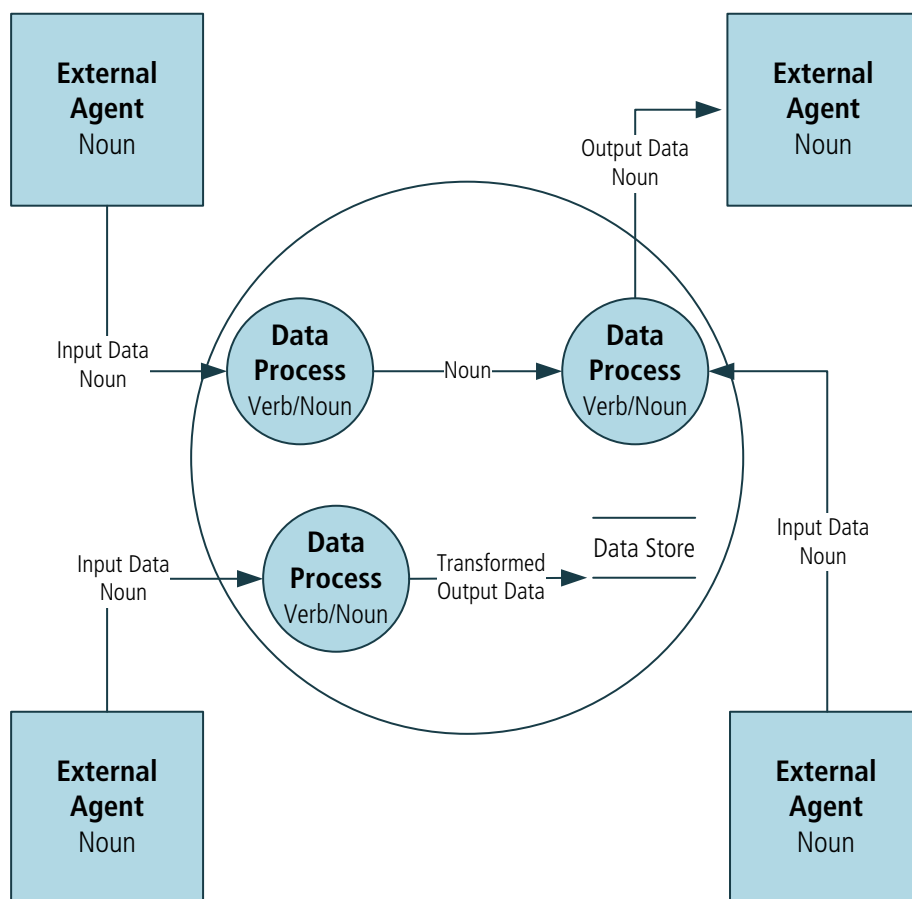 External
Agent
Noun
External
Agent
Noun
Output Data
Noun
Input Data
Noun
Data
Process
Verb/Noun
Noun
Data
Process
Verb/Noun
Input Data
Noun
Data
Process
Verb/Noun
Transformed
Output Data
Data Store
Input Data
Noun
External
Agent
Noun
External
Agent
Noun